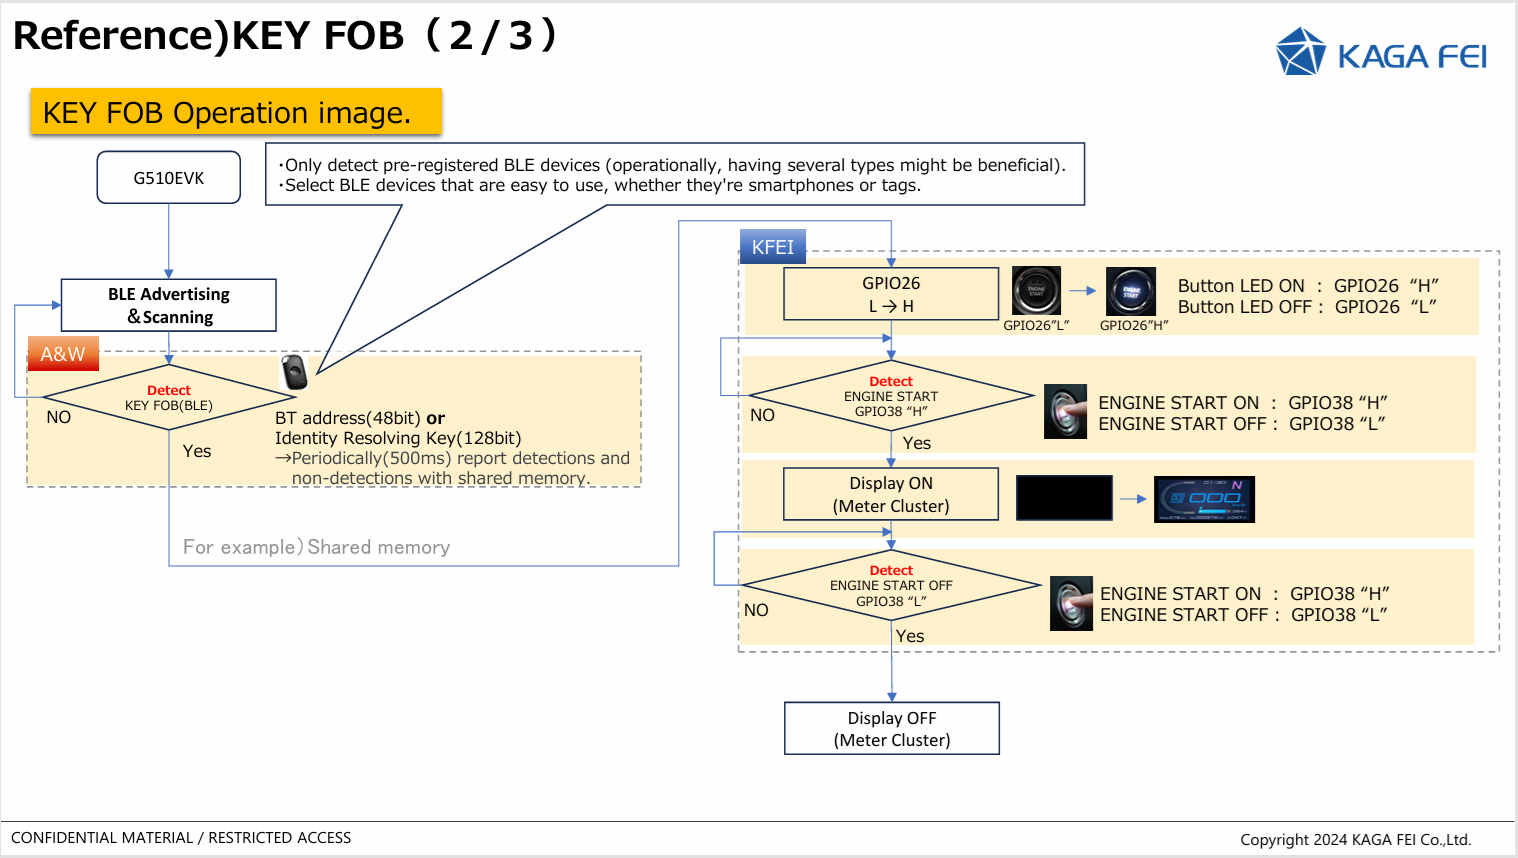 Reference)KEY FOB（2/3）
KAGA FEI
KEY FOB Operation image.
G510EVK
・Only detect pre-registered BLE devices (operationally, having several types might be beneficial).
・Select BLE devices that are easy to use, whether they're smartphones or tags.
BLE Advertising
&Scanning
A&W
Detect
KEY FOB(BLE)
NO
Yes
BT address(48bit) or
Identity Resolving Key(128bit)
→Periodically(500ms) report detections and
non-detections with shared memory.
For example）Shared memory
KFEI
GPIO26
L → H
ENGINE
START
GPIO26”L”
ENGINE
START
GPIO26”H”
Button LED ON : GPIO26 “H”
Button LED OFF : GPIO26 “L”
Detect
ENGINE START
GPIO38 “H”
NO
Yes
ENGINE START ON : GPIO38 “H”
ENGINE START OFF : GPIO38 “L”
Display ON
(Meter Cluster)
N
000
Detect
ENGINE START OFF
GPIO38 “L”
NO
Yes
ENGINE START ON : GPIO38 “H”
ENGINE START OFF : GPIO38 “L”
Display OFF
(Meter Cluster)
CONFIDENTIAL MATERIAL / RESTRICTED ACCESS
Copyright 2024 KAGA FEI Co.,Ltd.